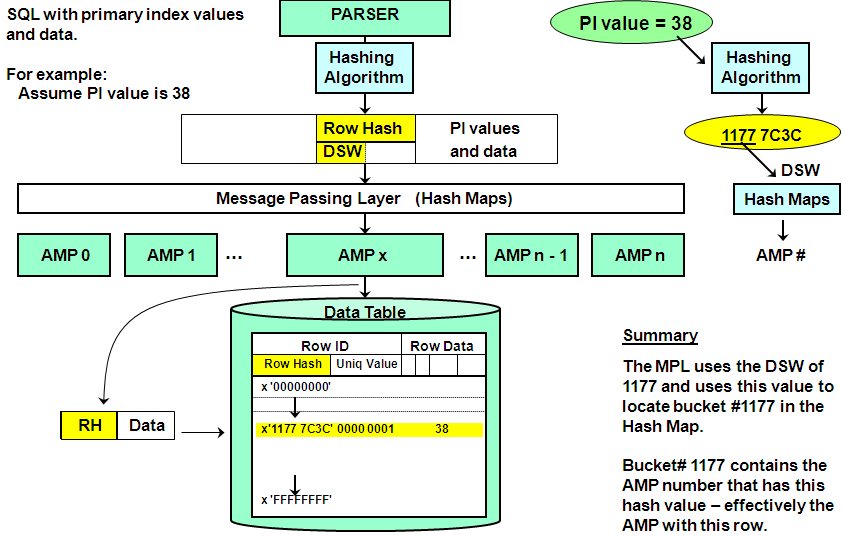 SQL with primary index values
and data.
For example:
Assume PI value is 38
PARSER
Hashing
Algorithm
Row Hash
DSW
PI values
and data
Message Passing Layer (Hash Maps)
AMP 0
AMP 1
...
AMP x
...
AMP n - 1
AMP n
PI value = 38
Hashing
Algorithm
1177 7C3C
DSW
Hash Maps
AMP #
Data Table
Row ID
Row Data
Row Hash
Uniq Value
x '00000000'
x'1177 7C3C' 0000 0001 38
x 'FFFFFFFF'
RH
Data
Summary
The MPL uses the DSW of
1177 and uses this value to
locate bucket #1177 in the
Hash Map.
Bucket# 1177 contains the
AMP number that has this
hash value – effectively the
AMP with this row.